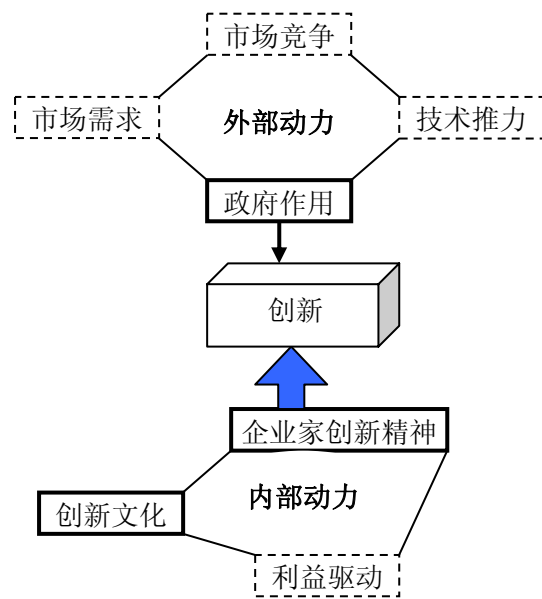 市场竞争
市场需求
外部动力
技术推力
政府作用
创新
企业家创新精神
内部动力
创新文化
利益驱动